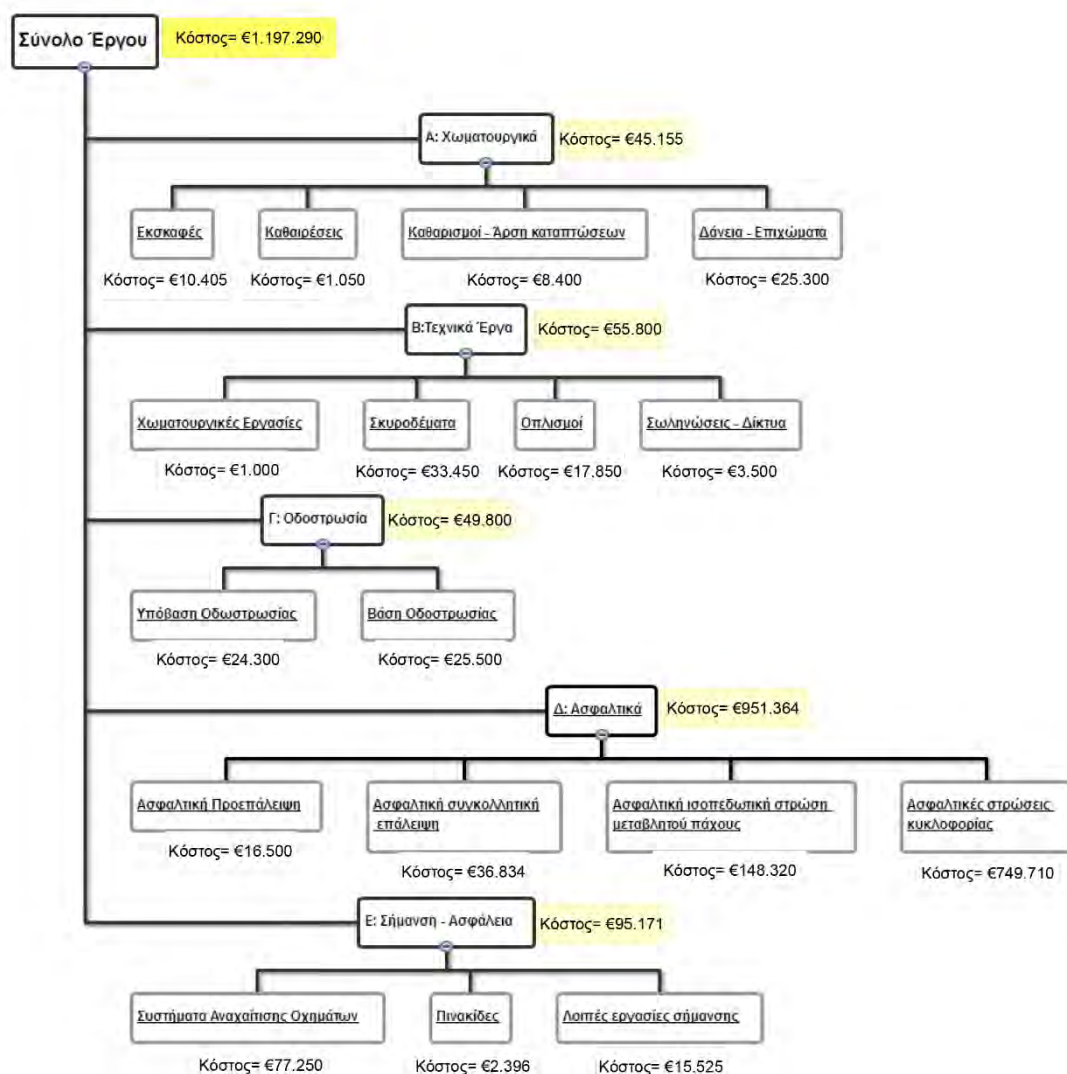 Σύνολο Έργου
Κόστος= €1.197.290
Α: Χωματουργικά
Κόστος= €45.155
Εκσκαφές
Καθαιρέσεις
Καθαρισμοί - Άρση καταπτώσεων
Δάνεια - Επιχώματα
Κόστος= €10.405
Κόστος= €1.050
Κόστος= €8.400
Κόστος= €25.300
Β:Τεχνικά Έργα
Κόστος= €55.800
Χωματουργικές Εργασίες
Σκυροδέματα
Οπλισμοί
Σωληνώσεις - Δίκτυα
Κόστος= €1.000
Κόστος= €33.450
Κόστος= €17.850
Κόστος= €3.500
Γ: Οδοστρωσία
Κόστος= €49.800
Υπόβαση Οδωστρωσίας
Βάση Οδοστρωσίας
Κόστος= €24.300
Κόστος= €25.500
Δ: Ασφαλτικά
Κόστος= €951.364
Ασφαλτική Προεπάλειψη
Ασφαλτική συγκολλητική
επάλειψη
Ασφαλτική ισοπεδωτική στρώση
μεταβλητού πάχους
Ασφαλτικές στρώσεις
κυκλοφορίας
Κόστος= €16.500
Κόστος= €36.834
Κόστος= €148.320
Κόστος= €749.710
Ε: Σήμανση - Ασφάλεια
Κόστος= €95.171
Συστήματα Αναχαίτισης Οχημάτων
Πινακίδες
Λοιπές εργασίες σήμανσης
Κόστος= €77.250
Κόστος= €2.396
Κόστος= €15.525